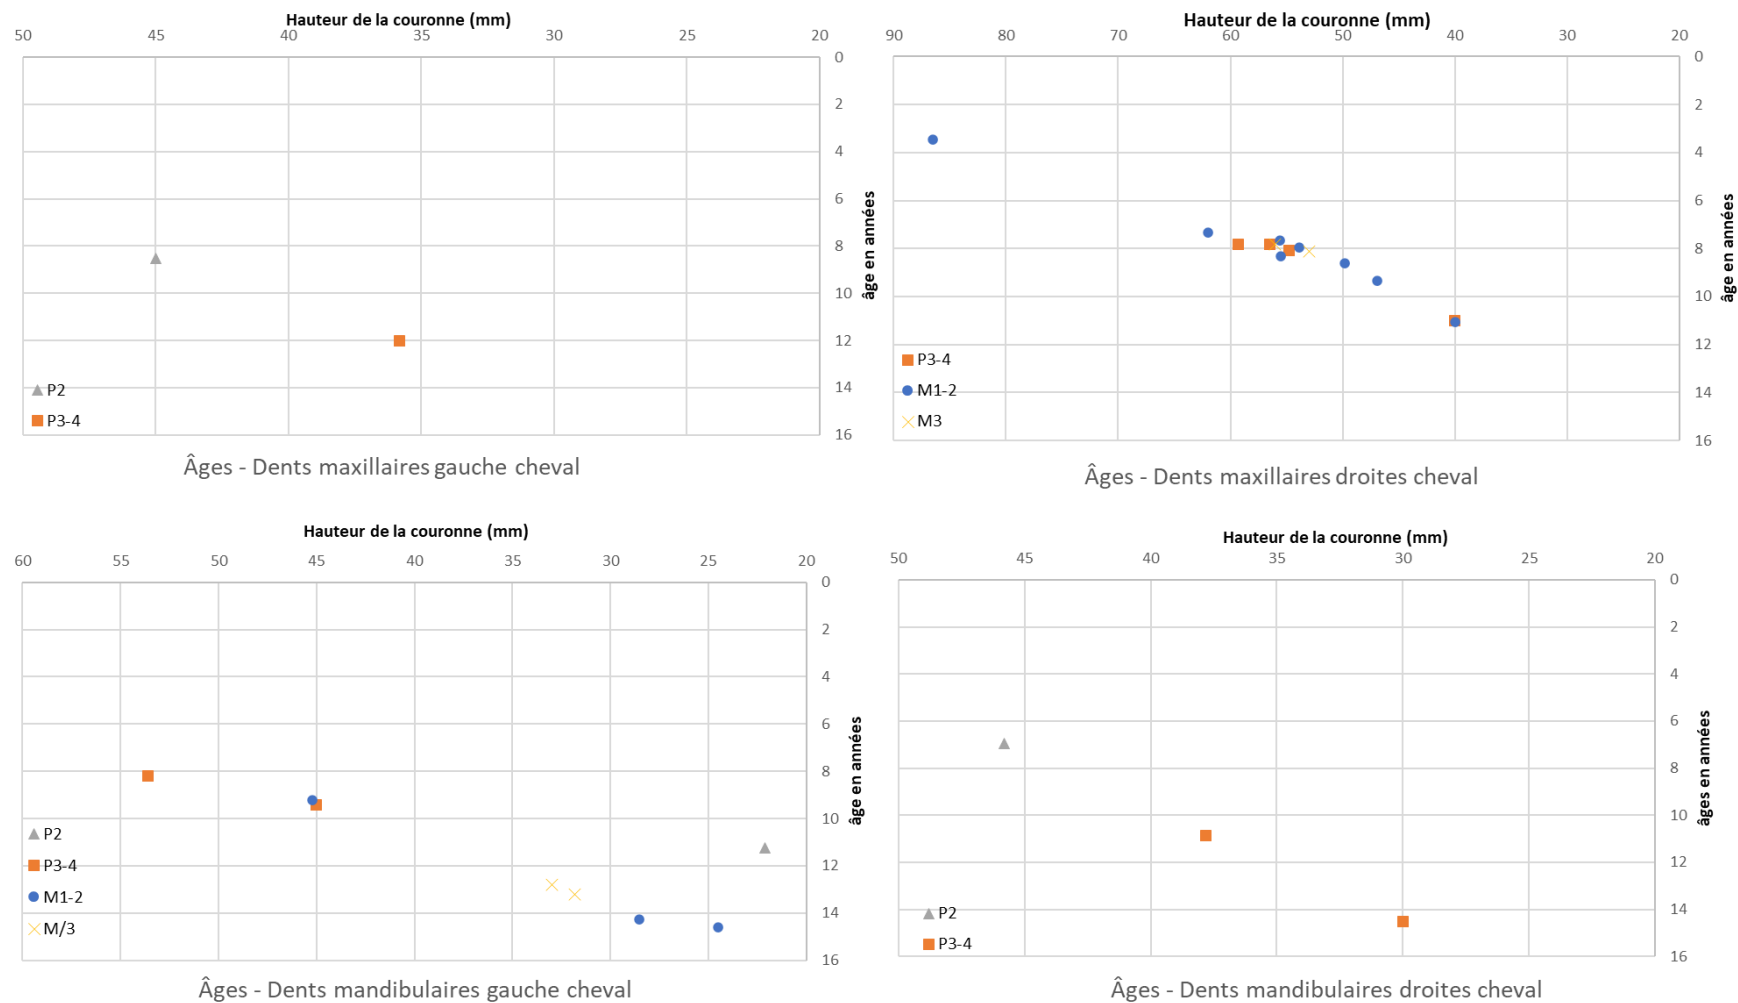 Hauteur de la couronne (mm)
50 45 40 35 30 25 20
0
2
4
6
8
10
12
14
16
âge en années
P2
P3-4
Âges - Dents maxillaires gauche cheval
Hauteur de la couronne (mm)
90 80 70 60 50 40 30 20
0
2
4
6
8
10
12
14
16
âge en années
P3-4
M1-2
M3
Âges - Dents maxillaires droites cheval
Hauteur de la couronne (mm)
60 55 50 45 40 35 30 25 20
0
2
4
6
8
10
12
14
16
âge en années
P2
P3-4
M1-2
M/3
Âges - Dents mandibulaires gauche cheval
Hauteur de la couronne (mm)
50 45 40 35 30 25 20
0
2
4
6
8
10
12
14
16
âges en années
P2
P3-4
Âges - Dents mandibulaires droites cheval